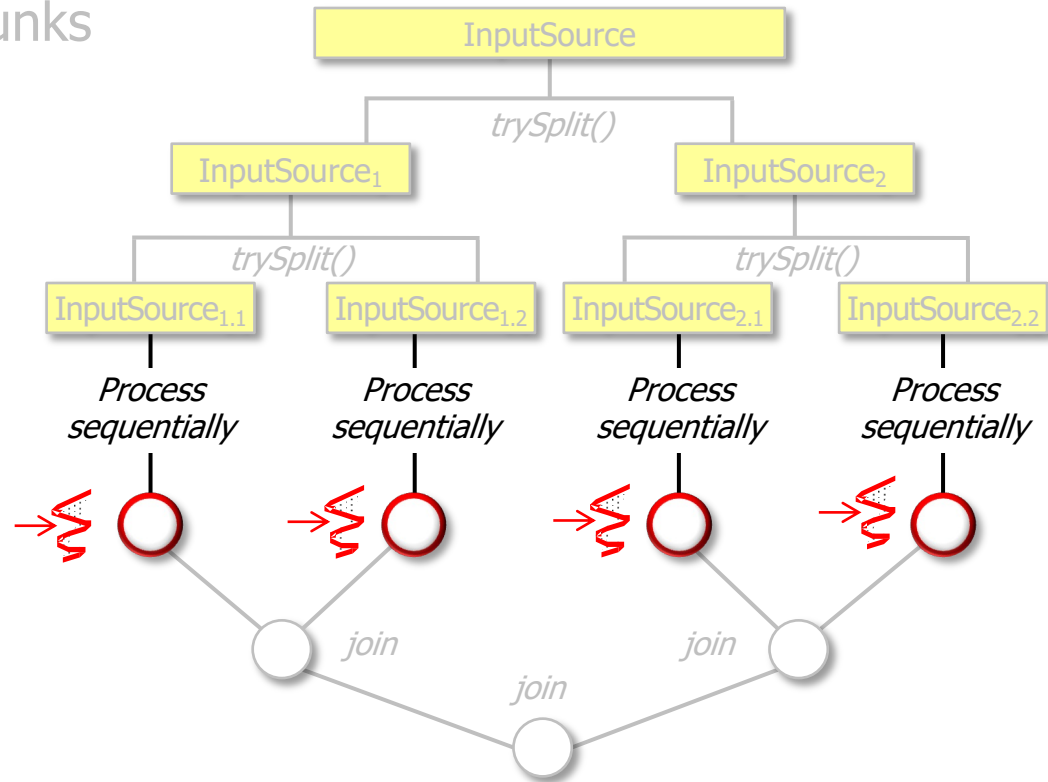 InputSource
trySplit()
InputSource₁ InputSource₂
trySplit() trySplit()
InputSource₁.₁ InputSource₁.₂ InputSource₂.₁ InputSource₂.₂
Process Process Process Process
sequentially sequentially sequentially sequentially
join join
join